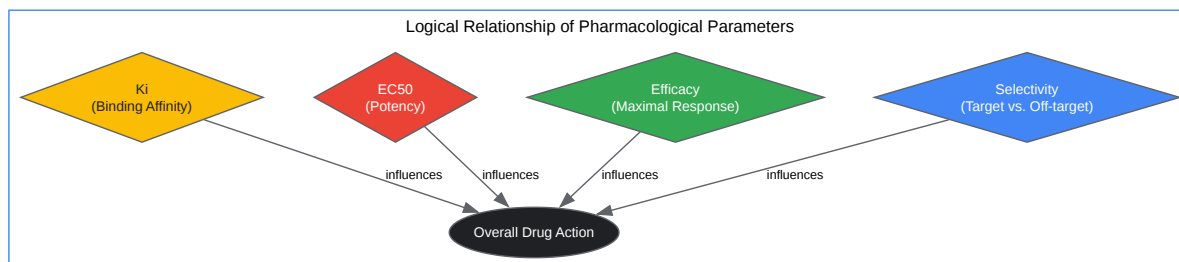 Logical Relationship of Pharmacological Parameters
Ki
(Binding Affinity)
EC50
(Potency)
Efficacy
(Maximal Response)
Selectivity
(Target vs. Off-target)
influences
influences
influences
influences
Overall Drug Action